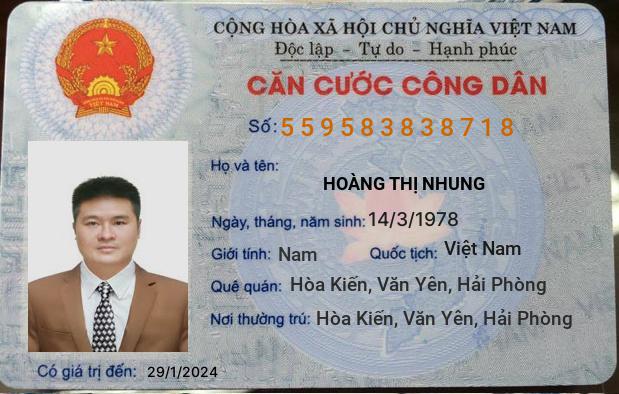 CỘNG HÒA XÃ HỘI CHỦ NGHĨA VIỆT NAM
Độc lập - Tự do - Hạnh phúc
CĂN CƯỚC CÔNG DÂN
Số: 559583838718
Họ và tên:
HOÀNG THỊ NHUNG
Ngày, tháng, năm sinh: 14/3/1978
Giới tính: Nam Quốc tịch: Việt Nam
Quê quán: Hòa Kiến, Văn Yên, Hải Phòng
Nơi thường trú: Hòa Kiến, Văn Yên, Hải Phòng
Có giá trị đến: 29/1/2024
VIỆT NAM